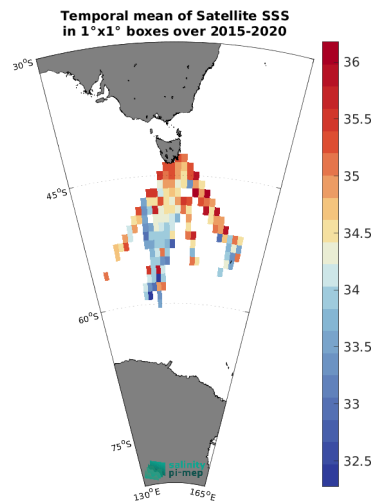 Temporal mean of Satellite SSS
in 1°x1° boxes over 2015-2020
30°S
45°S
60°S
75°S
130°E
165°E
36
35.5
35
34.5
34
33.5
33
32.5
salinity
pi-mep